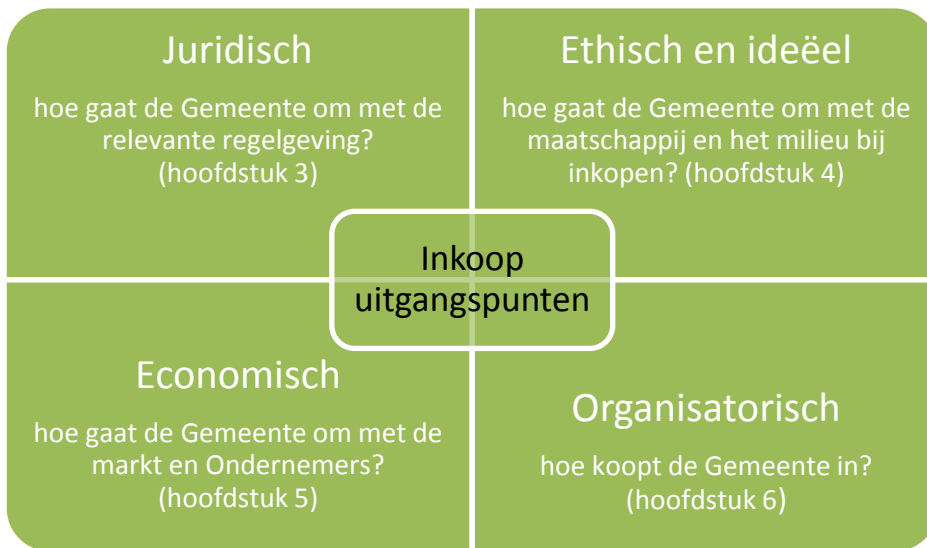 Juridisch
hoe gaat de Gemeente om met de
relevante regelgeving?
(hoofdstuk 3)
Ethisch en ideëel
hoe gaat de Gemeente om met de
maatschappij en het milieu bij
inkopen? (hoofdstuk 4)
Inkoop
uitgangspunten
Economisch
hoe gaat de Gemeente om met de
markt en Ondernemers?
(hoofdstuk 5)
Organisatorisch
hoe koopt de Gemeente in?
(hoofdstuk 6)